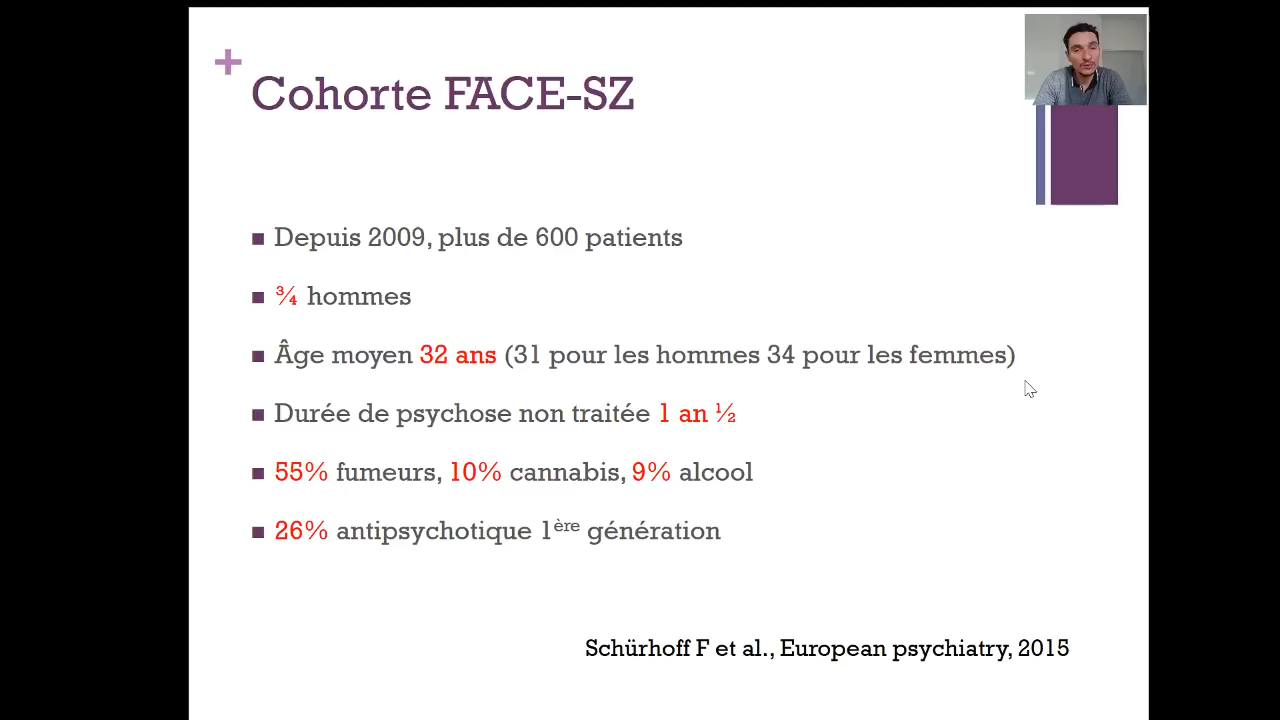 +
Cohorte FACE-SZ
Depuis 2009, plus de 600 patients
¾ hommes
Âge moyen 32 ans (31 pour les hommes 34 pour les femmes)
Durée de psychose non traitée 1 an ½
55% fumeurs, 10% cannabis, 9% alcool
26% antipsychotique 1ère génération
Schürhoff F et al., European psychiatry, 2015